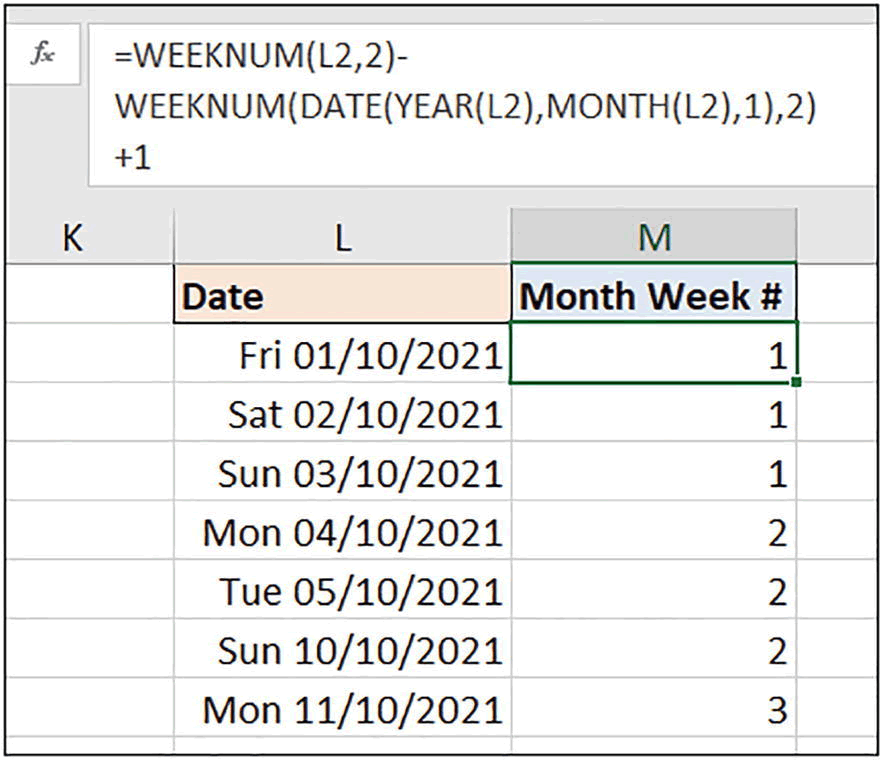 fx =WEEKNUM(L2,2)-
WEEKNUM(DATE(YEAR(L2),MONTH(L2),1),2)
+1
K L M
Date Month Week #
Fri 01/10/2021 1
Sat 02/10/2021 1
Sun 03/10/2021 1
Mon 04/10/2021 2
Tue 05/10/2021 2
Sun 10/10/2021 2
Mon 11/10/2021 3